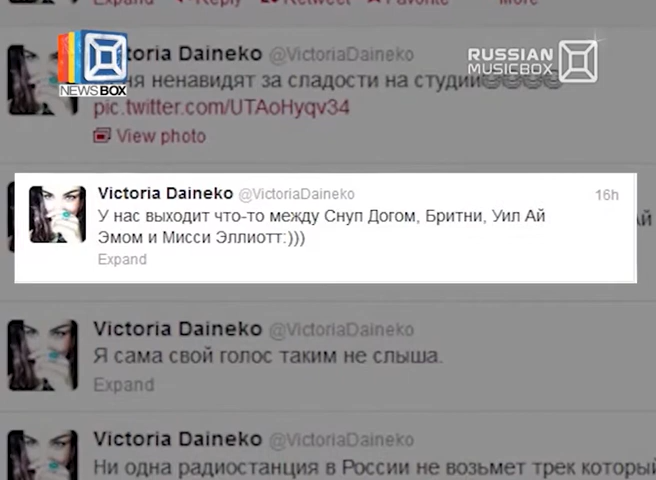 Expand Reply Retweet Favorite More
Victoria Daineko @VictoriaDaineko
NEWS BOX
RUSSIAN
MUSICBOX
ня ненавидят за сладости на студии
pic.twitter.com/UTAoHyqv34
View photo
Victoria Daineko @VictoriaDaineko 16h
У нас выходит что-то между Снуп Догом, Бритни, Уил Ай
Эмом и Мисси Эллиотт:)))
Expand
Victoria Daineko @VictoriaDaineko
Я сама свой голос таким не слыша.
Expand
Victoria Daineko @VictoriaDaineko
Ни одна радиостанция в России не возьмет трек который